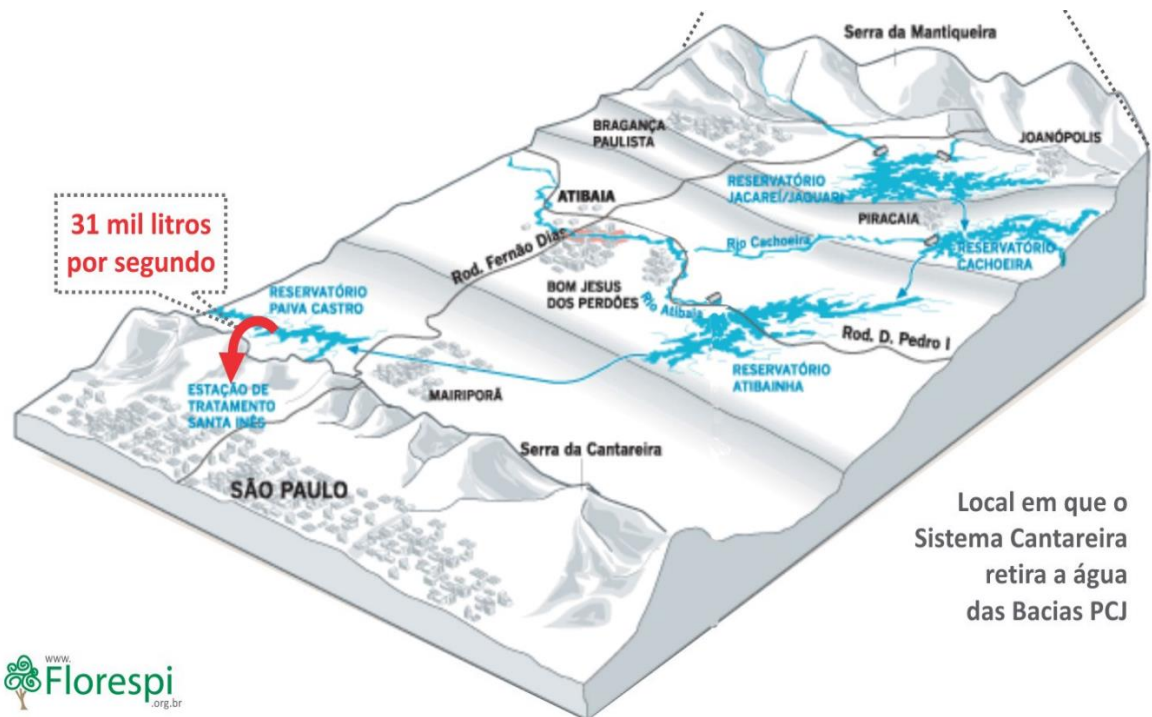 Serra da Mantiqueira
BRAGANÇA
PAULISTA
JOANÓPOLIS
RESERVATÓRIO
JACAREÍ/JAGUARI
PIRACAIA
31 mil litros
por segundo
ATIBAIA
Rod. Fernão Dias
Rio Cachoeira
RESERVATÓRIO
CACHOEIRA
BOM JESUS
DOS PERDÕES
Rio Atibaia
Rod. D. Pedro I
RESERVATÓRIO
PAIVA CASTRO
RESERVATÓRIO
ATIBAINHA
ESTAÇÃO DE
TRATAMENTO
SANTA INÊS
MAIRIPORÃ
Serra da Cantareira
SÃO PAULO
Local em que o
Sistema Cantareira
retira a água
das Bacias PCJ
www.
Florespi
.org.br